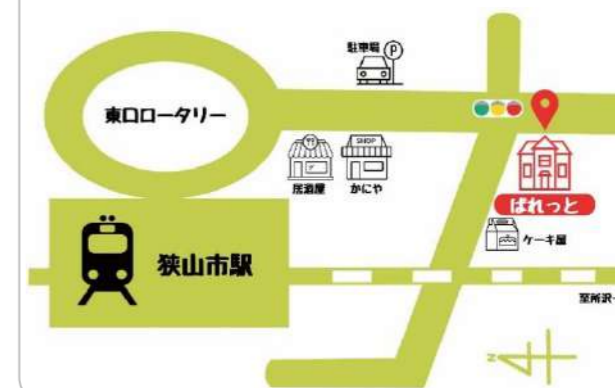 駐車場 P
東口ロータリー
SHOP
居酒屋
かにや
ぱれっと
ケーキ屋
狭山市駅
至所沢
N